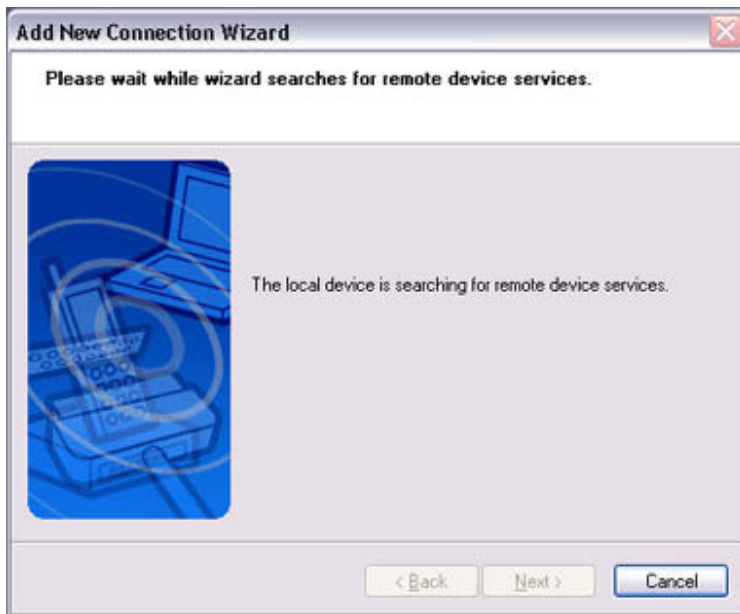 Add New Connection Wizard
Please wait while wizard searches for remote device services.
The local device is searching for remote device services.
< Back
Next >
Cancel